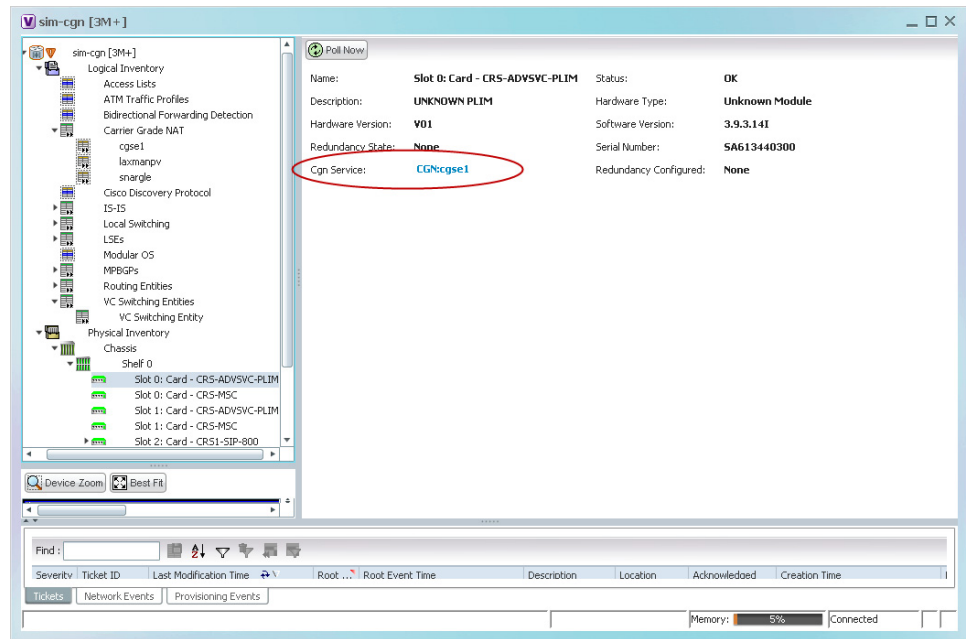 sim-cgn [3M+]
sim-cgn [3M+]
Logical Inventory
Access Lists
ATM Traffic Profiles
Bidirectional Forwarding Detection
Carrier Grade NAT
cgse1
laxmanpv
snargle
Cisco Discovery Protocol
IS-IS
Local Switching
LSEs
Modular OS
MPBGPs
Routing Entities
VC Switching Entities
VC Switching Entity
Physical Inventory
Chassis
Shelf 0
Slot 0: Card - CRS-ADVSVC-PLIM
Slot 0: Card - CRS-MSC
Slot 1: Card - CRS-ADVSVC-PLIM
Slot 1: Card - CRS-MSC
Slot 2: Card - CRS1-SIP-800
Device Zoom Best Fit
Poll Now
Name: Slot 0: Card - CRS-ADVSVC-PLIM Status: OK
Description: UNKNOWN PLIM Hardware Type: Unknown Module
Hardware Version: V01 Software Version: 3.9.3.14I
Redundancy State: None Serial Number: SA613440300
Cgn Service: CGN:cgse1 Redundancy Configured: None
Find :
Severity Ticket ID Last Modification Time Root ... Root Event Time Description Location Acknowledged Creation Time
Tickets Network Events Provisioning Events
Memory: 5% Connected